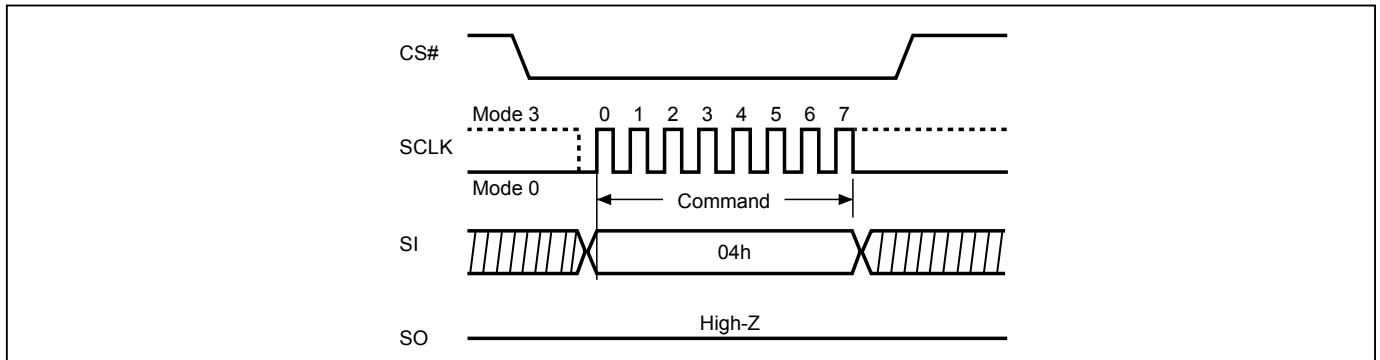 CS#
Mode 3 0 1 2 3 4 5 6 7
SCLK
Mode 0
Command
SI
04h
High-Z
SO